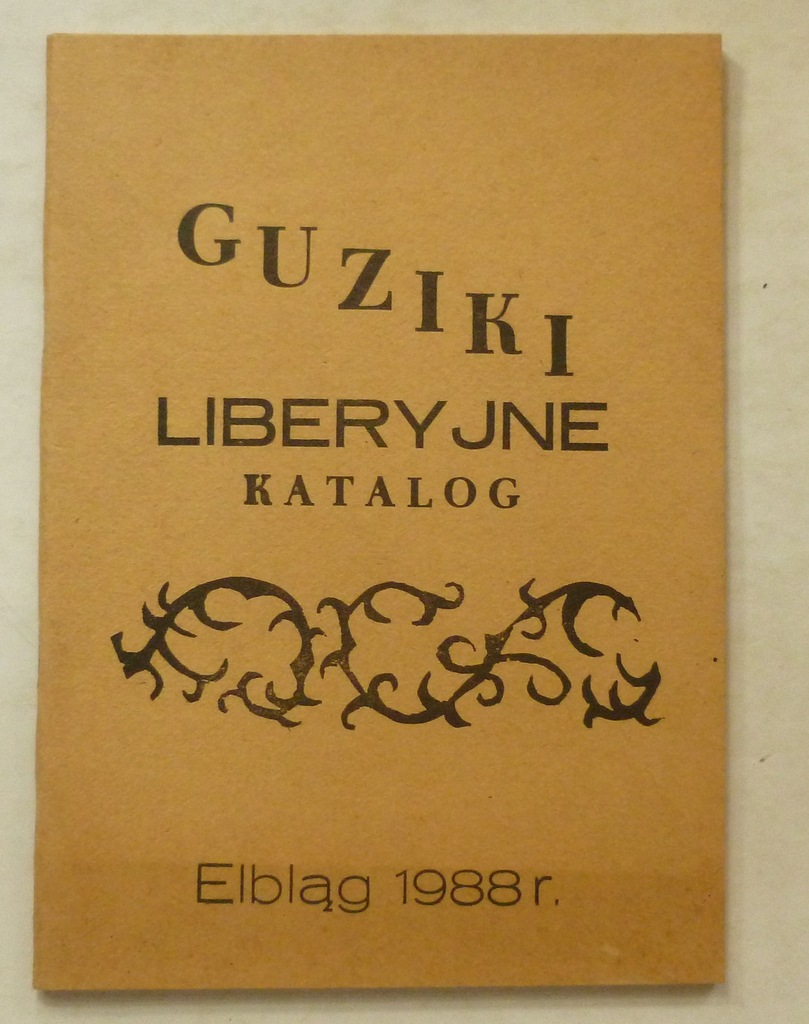 GUZIKI
LIBERYJNE
KATALOG
Elbląg 1988 r.